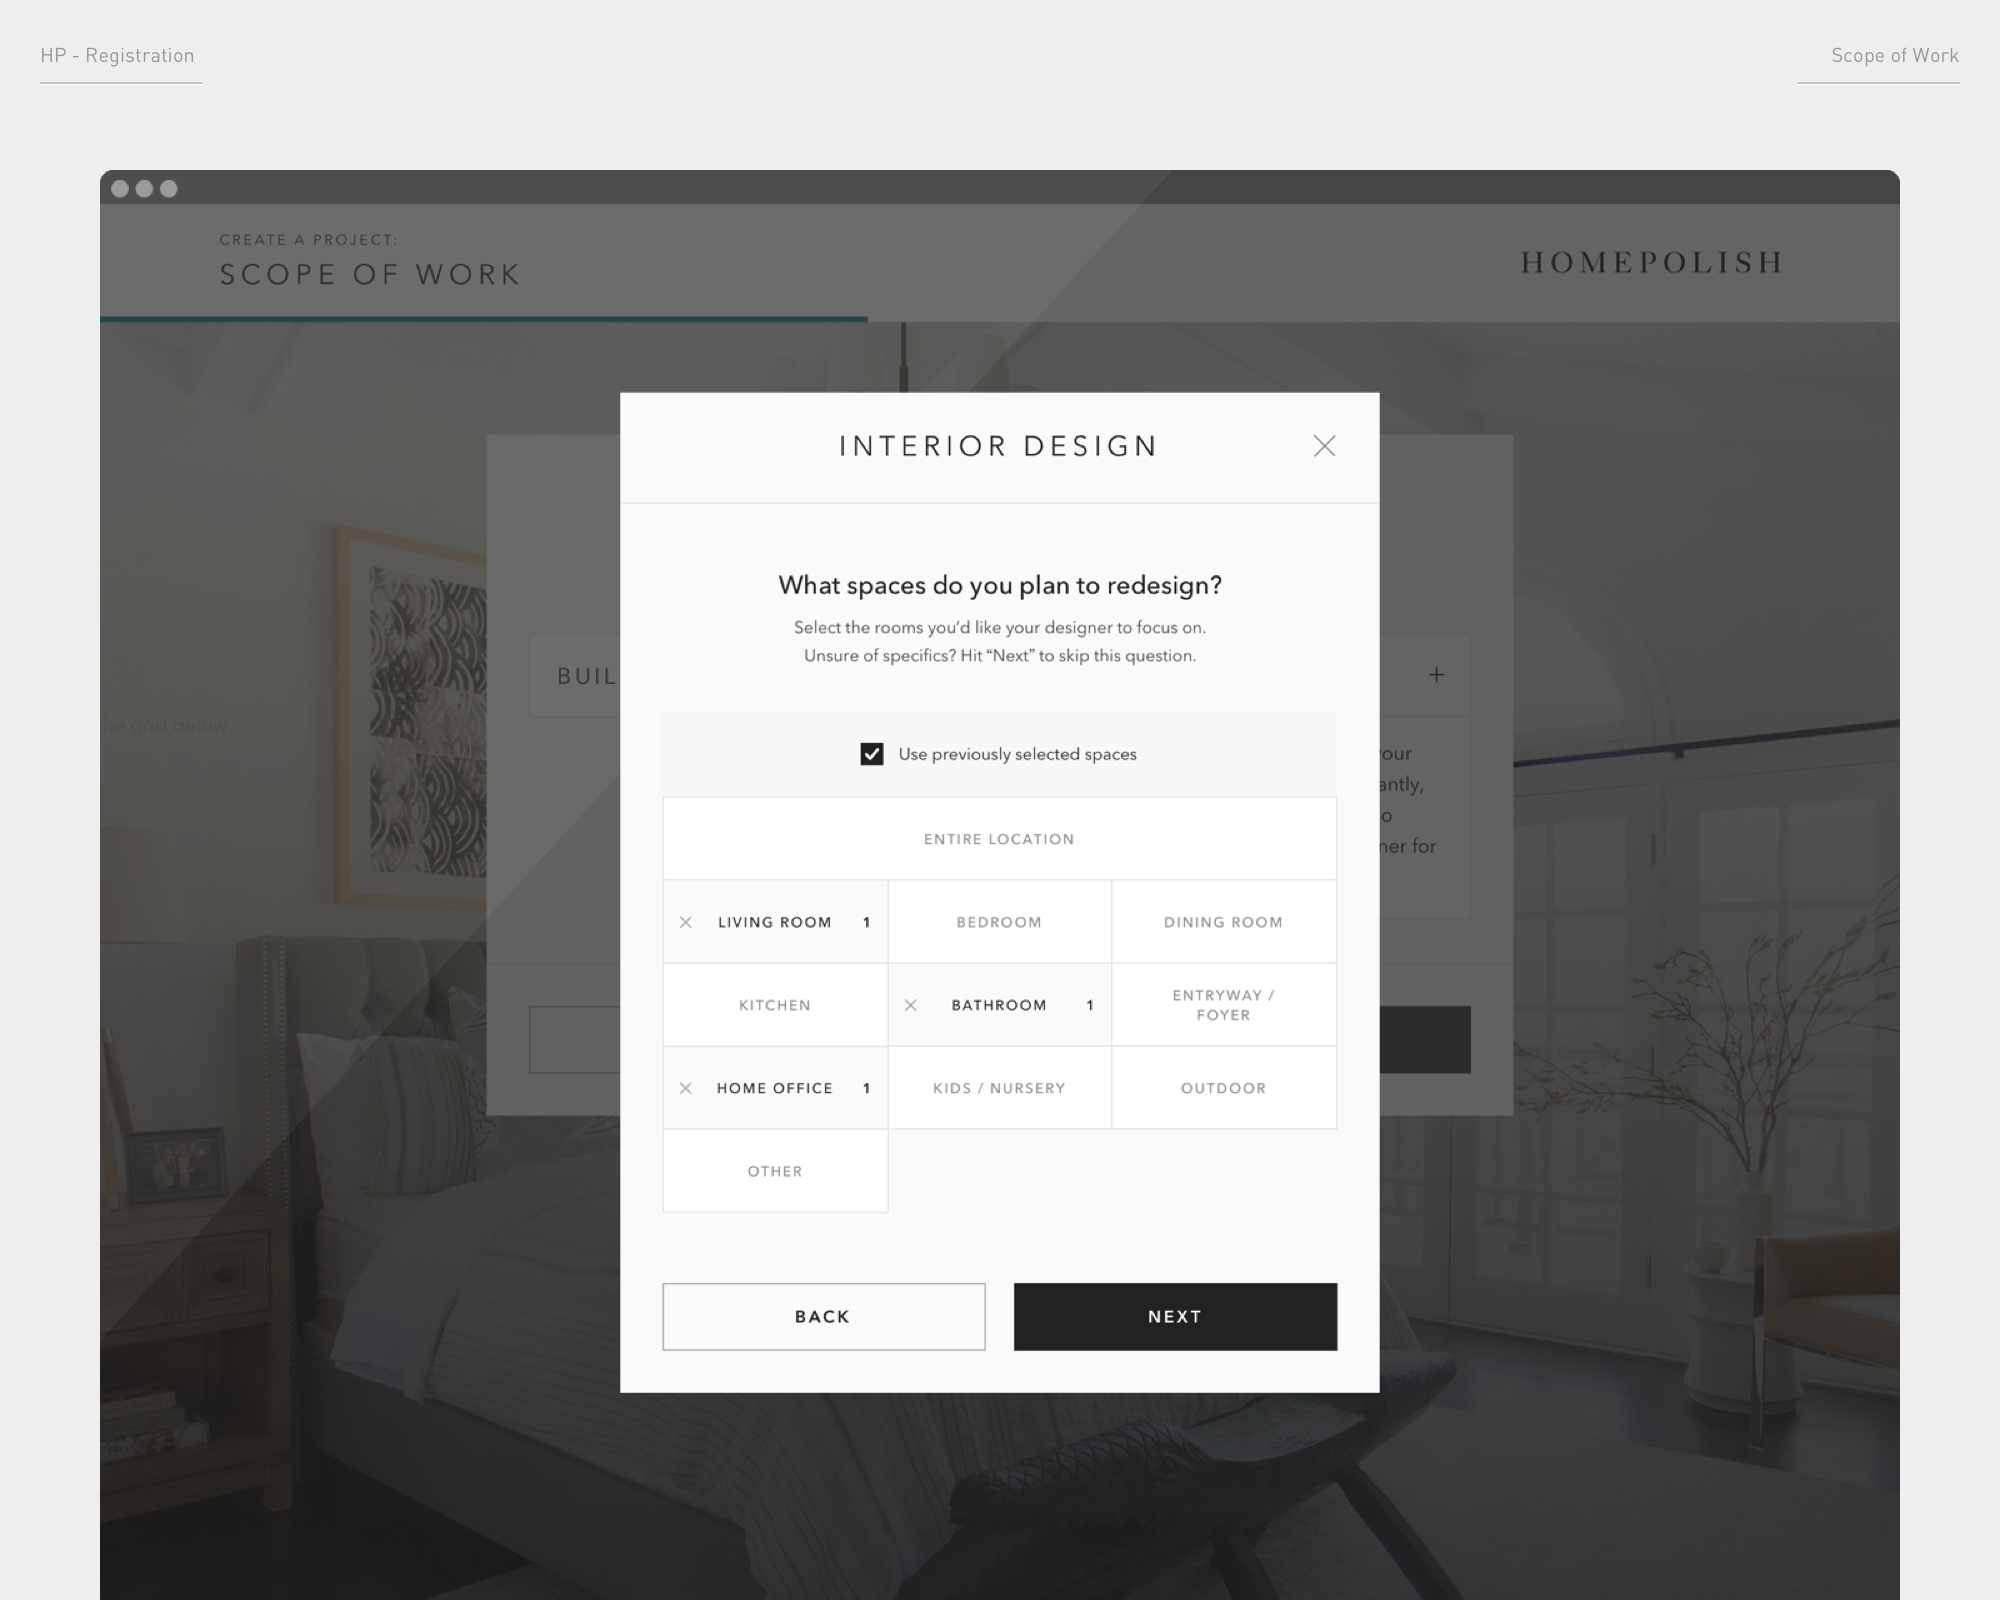 HP - Registration
Scope of Work
CREATE A PROJECT:
SCOPE OF WORK
HOMEPOLISH
INTERIOR DESIGN
What spaces do you plan to redesign?
Select the rooms you’d like your designer to focus on.
Unsure of specifics? Hit “Next” to skip this question.
BUIL
+
he grid below.
Use previously selected spaces
our
antly,
o
ner for
ENTIRE LOCATION
LIVING ROOM 1
BEDROOM
DINING ROOM
KITCHEN
BATHROOM 1
ENTRYWAY /
FOYER
HOME OFFICE 1
KIDS / NURSERY
OUTDOOR
OTHER
BACK
NEXT